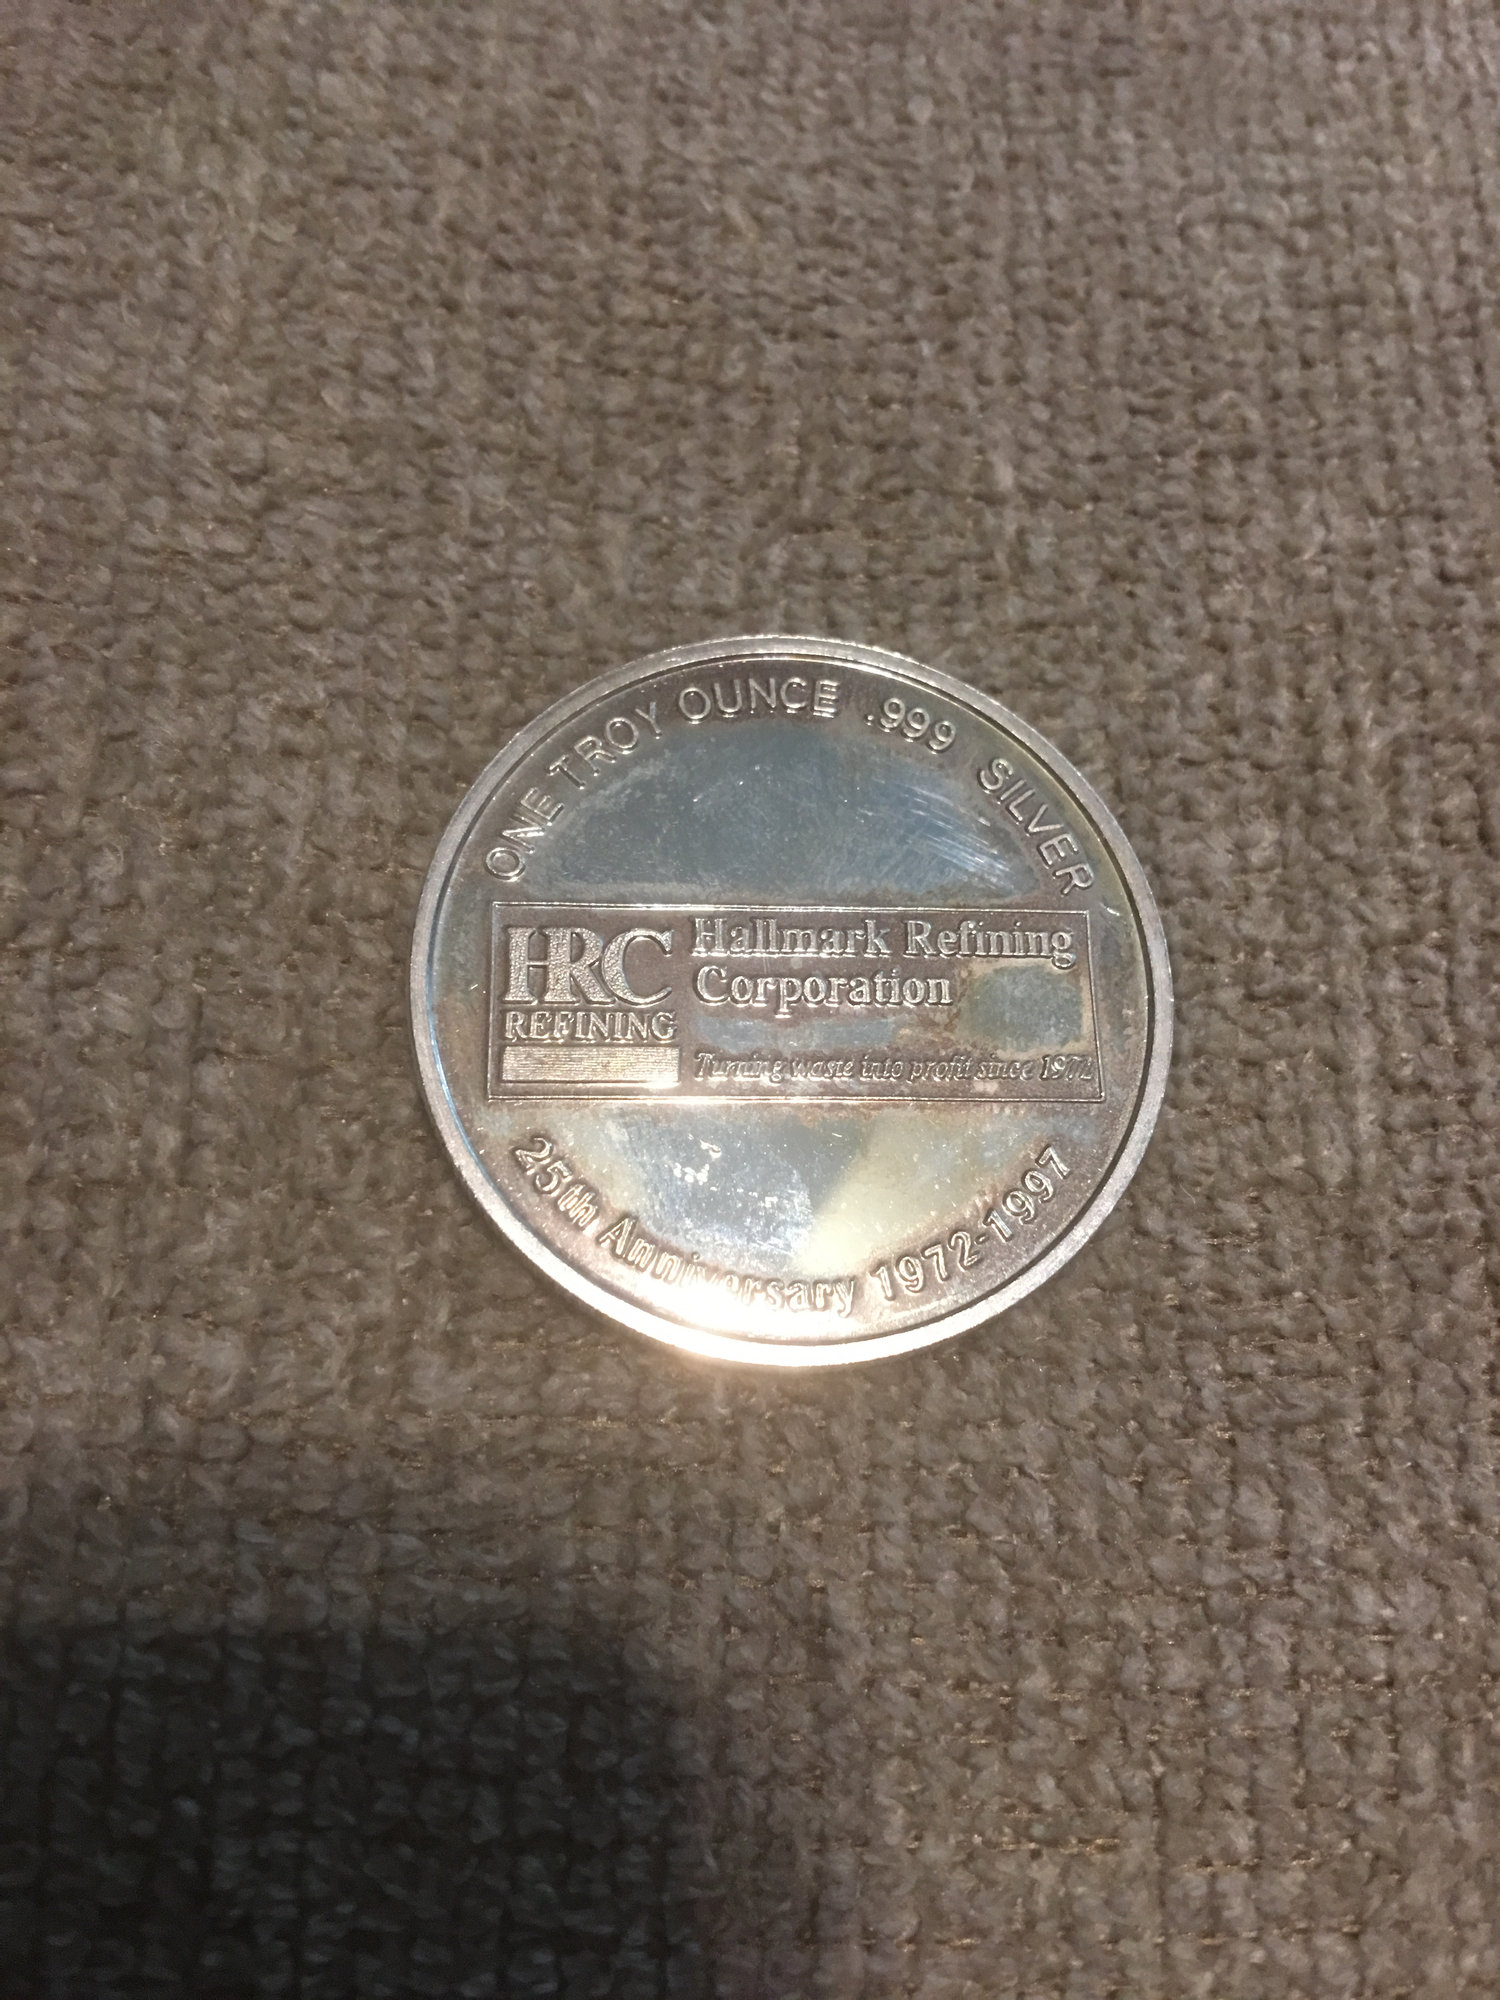 ONE TROY OUNCE .999 SILVER
HRC
REFINING
Hallmark Refining
Corporation
Turning waste into profit since 1972
25th Anniversary 1972-1997